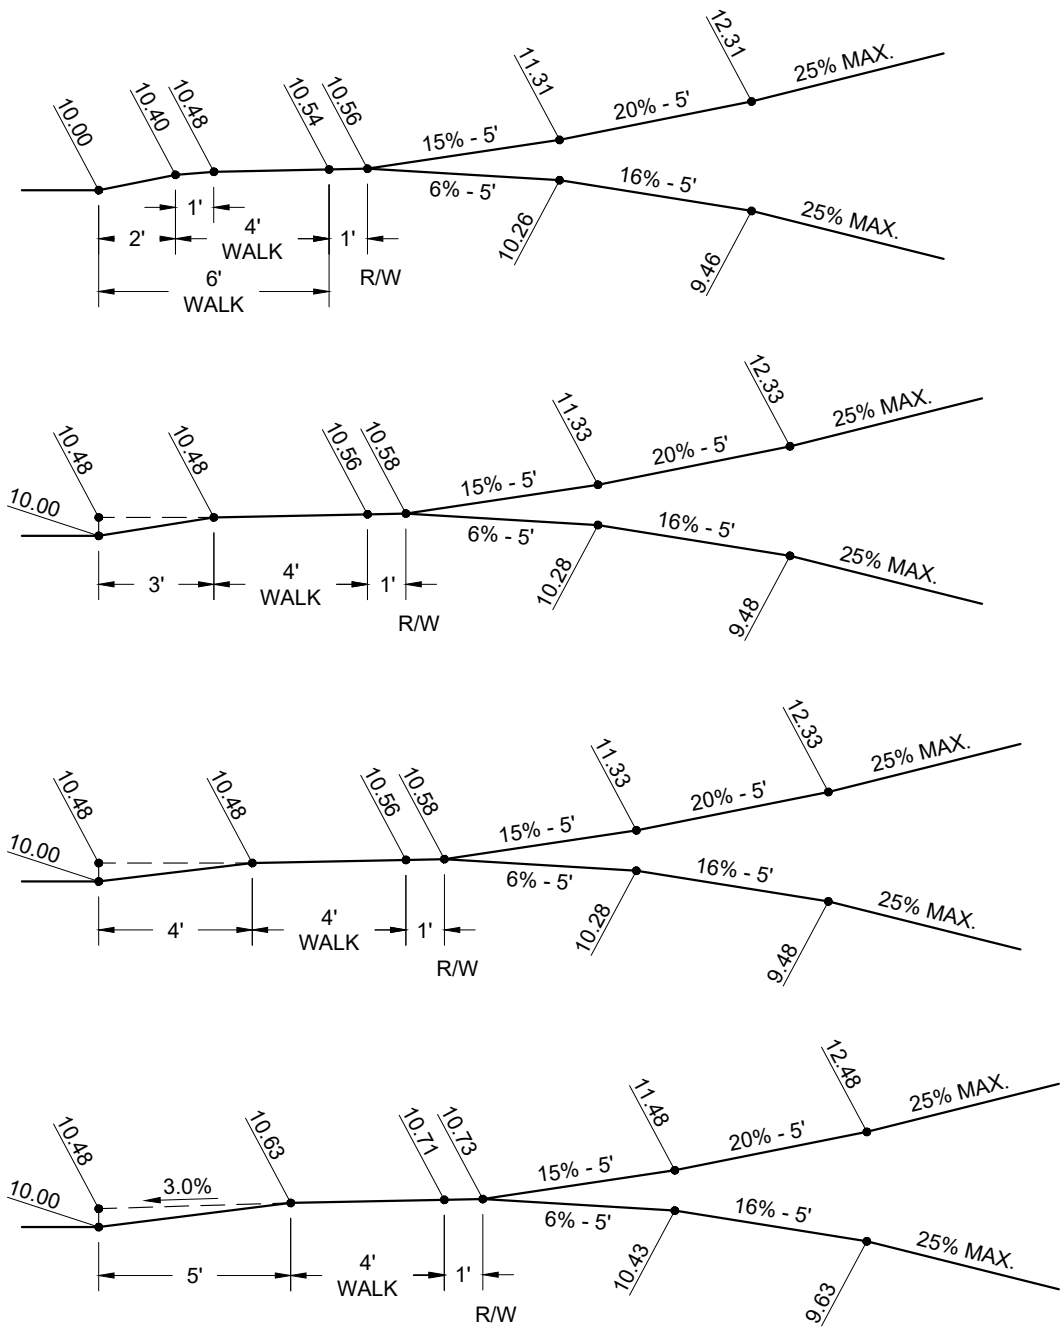 10.00
10.40
10.48
10.54
10.56
11.31
12.31
15% - 5'
20% - 5'
25% MAX.
6% - 5'
16% - 5'
25% MAX.
10.26
9.46
1'
2'
4'
WALK
1'
R/W
6'
WALK
10.00
10.48
10.48
10.56
10.58
11.33
12.33
15% - 5'
20% - 5'
25% MAX.
6% - 5'
16% - 5'
25% MAX.
10.28
9.48
3'
4'
WALK
1'
R/W
10.00
10.48
10.48
10.56
10.58
11.33
12.33
15% - 5'
20% - 5'
25% MAX.
6% - 5'
16% - 5'
25% MAX.
10.28
9.48
4'
4'
WALK
1'
R/W
10.00
10.48
3.0%
10.63
10.71
10.73
11.48
12.48
15% - 5'
20% - 5'
25% MAX.
6% - 5'
16% - 5'
25% MAX.
10.43
9.63
5'
4'
WALK
1'
R/W